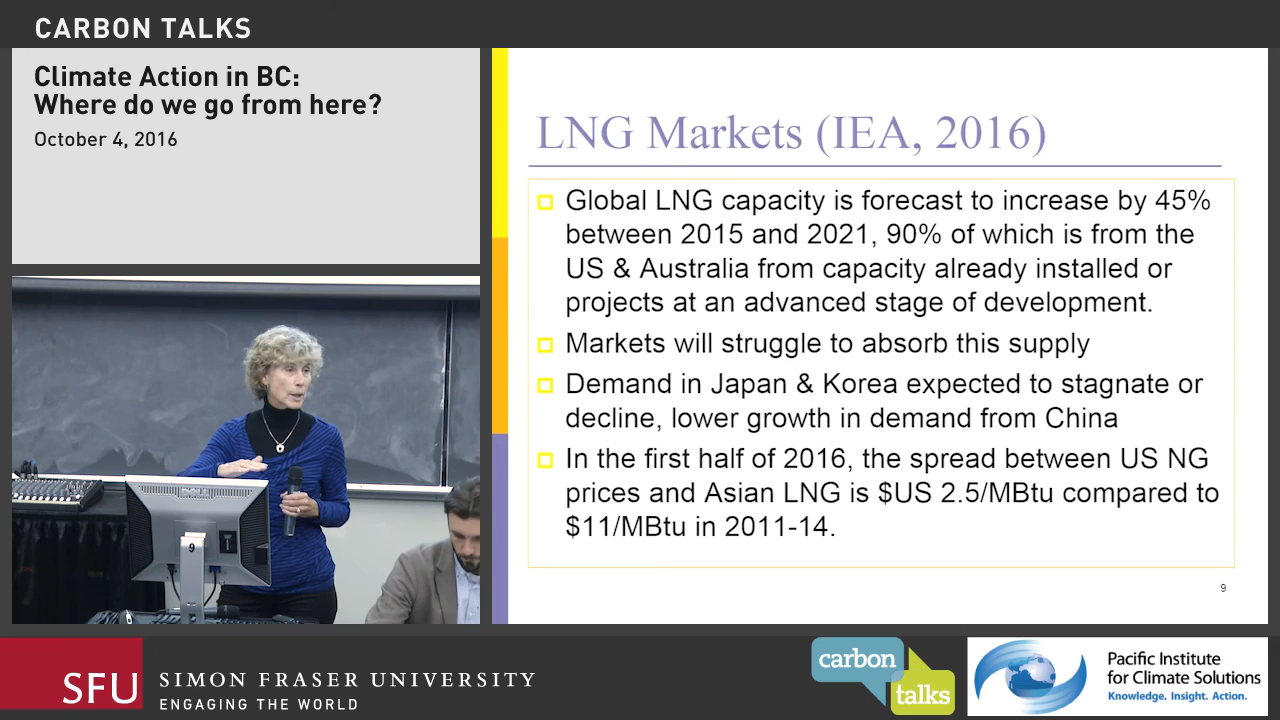 CARBON TALKS
Climate Action in BC:
Where do we go from here?
October 4, 2016
LNG Markets (IEA, 2016)
Global LNG capacity is forecast to increase by 45%
between 2015 and 2021, 90% of which is from the
US & Australia from capacity already installed or
projects at an advanced stage of development.
Markets will struggle to absorb this supply
Demand in Japan & Korea expected to stagnate or
decline, lower growth in demand from China
In the first half of 2016, the spread between US NG
prices and Asian LNG is $US 2.5/MBtu compared to
$11/MBtu in 2011-14.
9
9
SFU
SIMON FRASER UNIVERSITY
ENGAGING THE WORLD
carbon
talks
Pacific Institute
for Climate Solutions
Knowledge. Insight. Action.